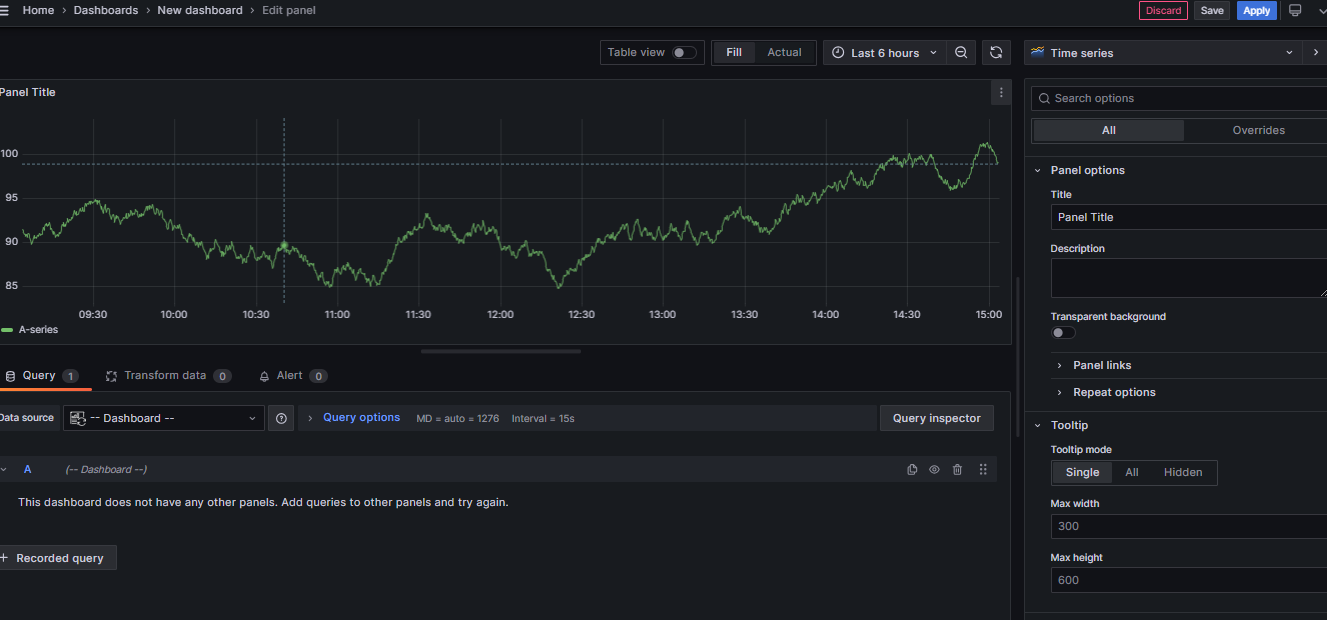 Home › Dashboards › New dashboard › Edit panel
Discard Save Apply
Table view Fill Actual Last 6 hours
Time series
Panel Title
Search options
All Overrides
Panel options
Title
Panel Title
Description
Transparent background
Panel links
Repeat options
Tooltip
Tooltip mode
Single All Hidden
Max width
300
Max height
600
100
95
90
85
09:30 10:00 10:30 11:00 11:30 12:00 12:30 13:00 13:30 14:00 14:30 15:00
A-series
Query 1 Transform data 0 Alert 0
Data source -- Dashboard -- Query options MD = auto = 1276 Interval = 15s Query inspector
A (-- Dashboard --)
This dashboard does not have any other panels. Add queries to other panels and try again.
+ Recorded query